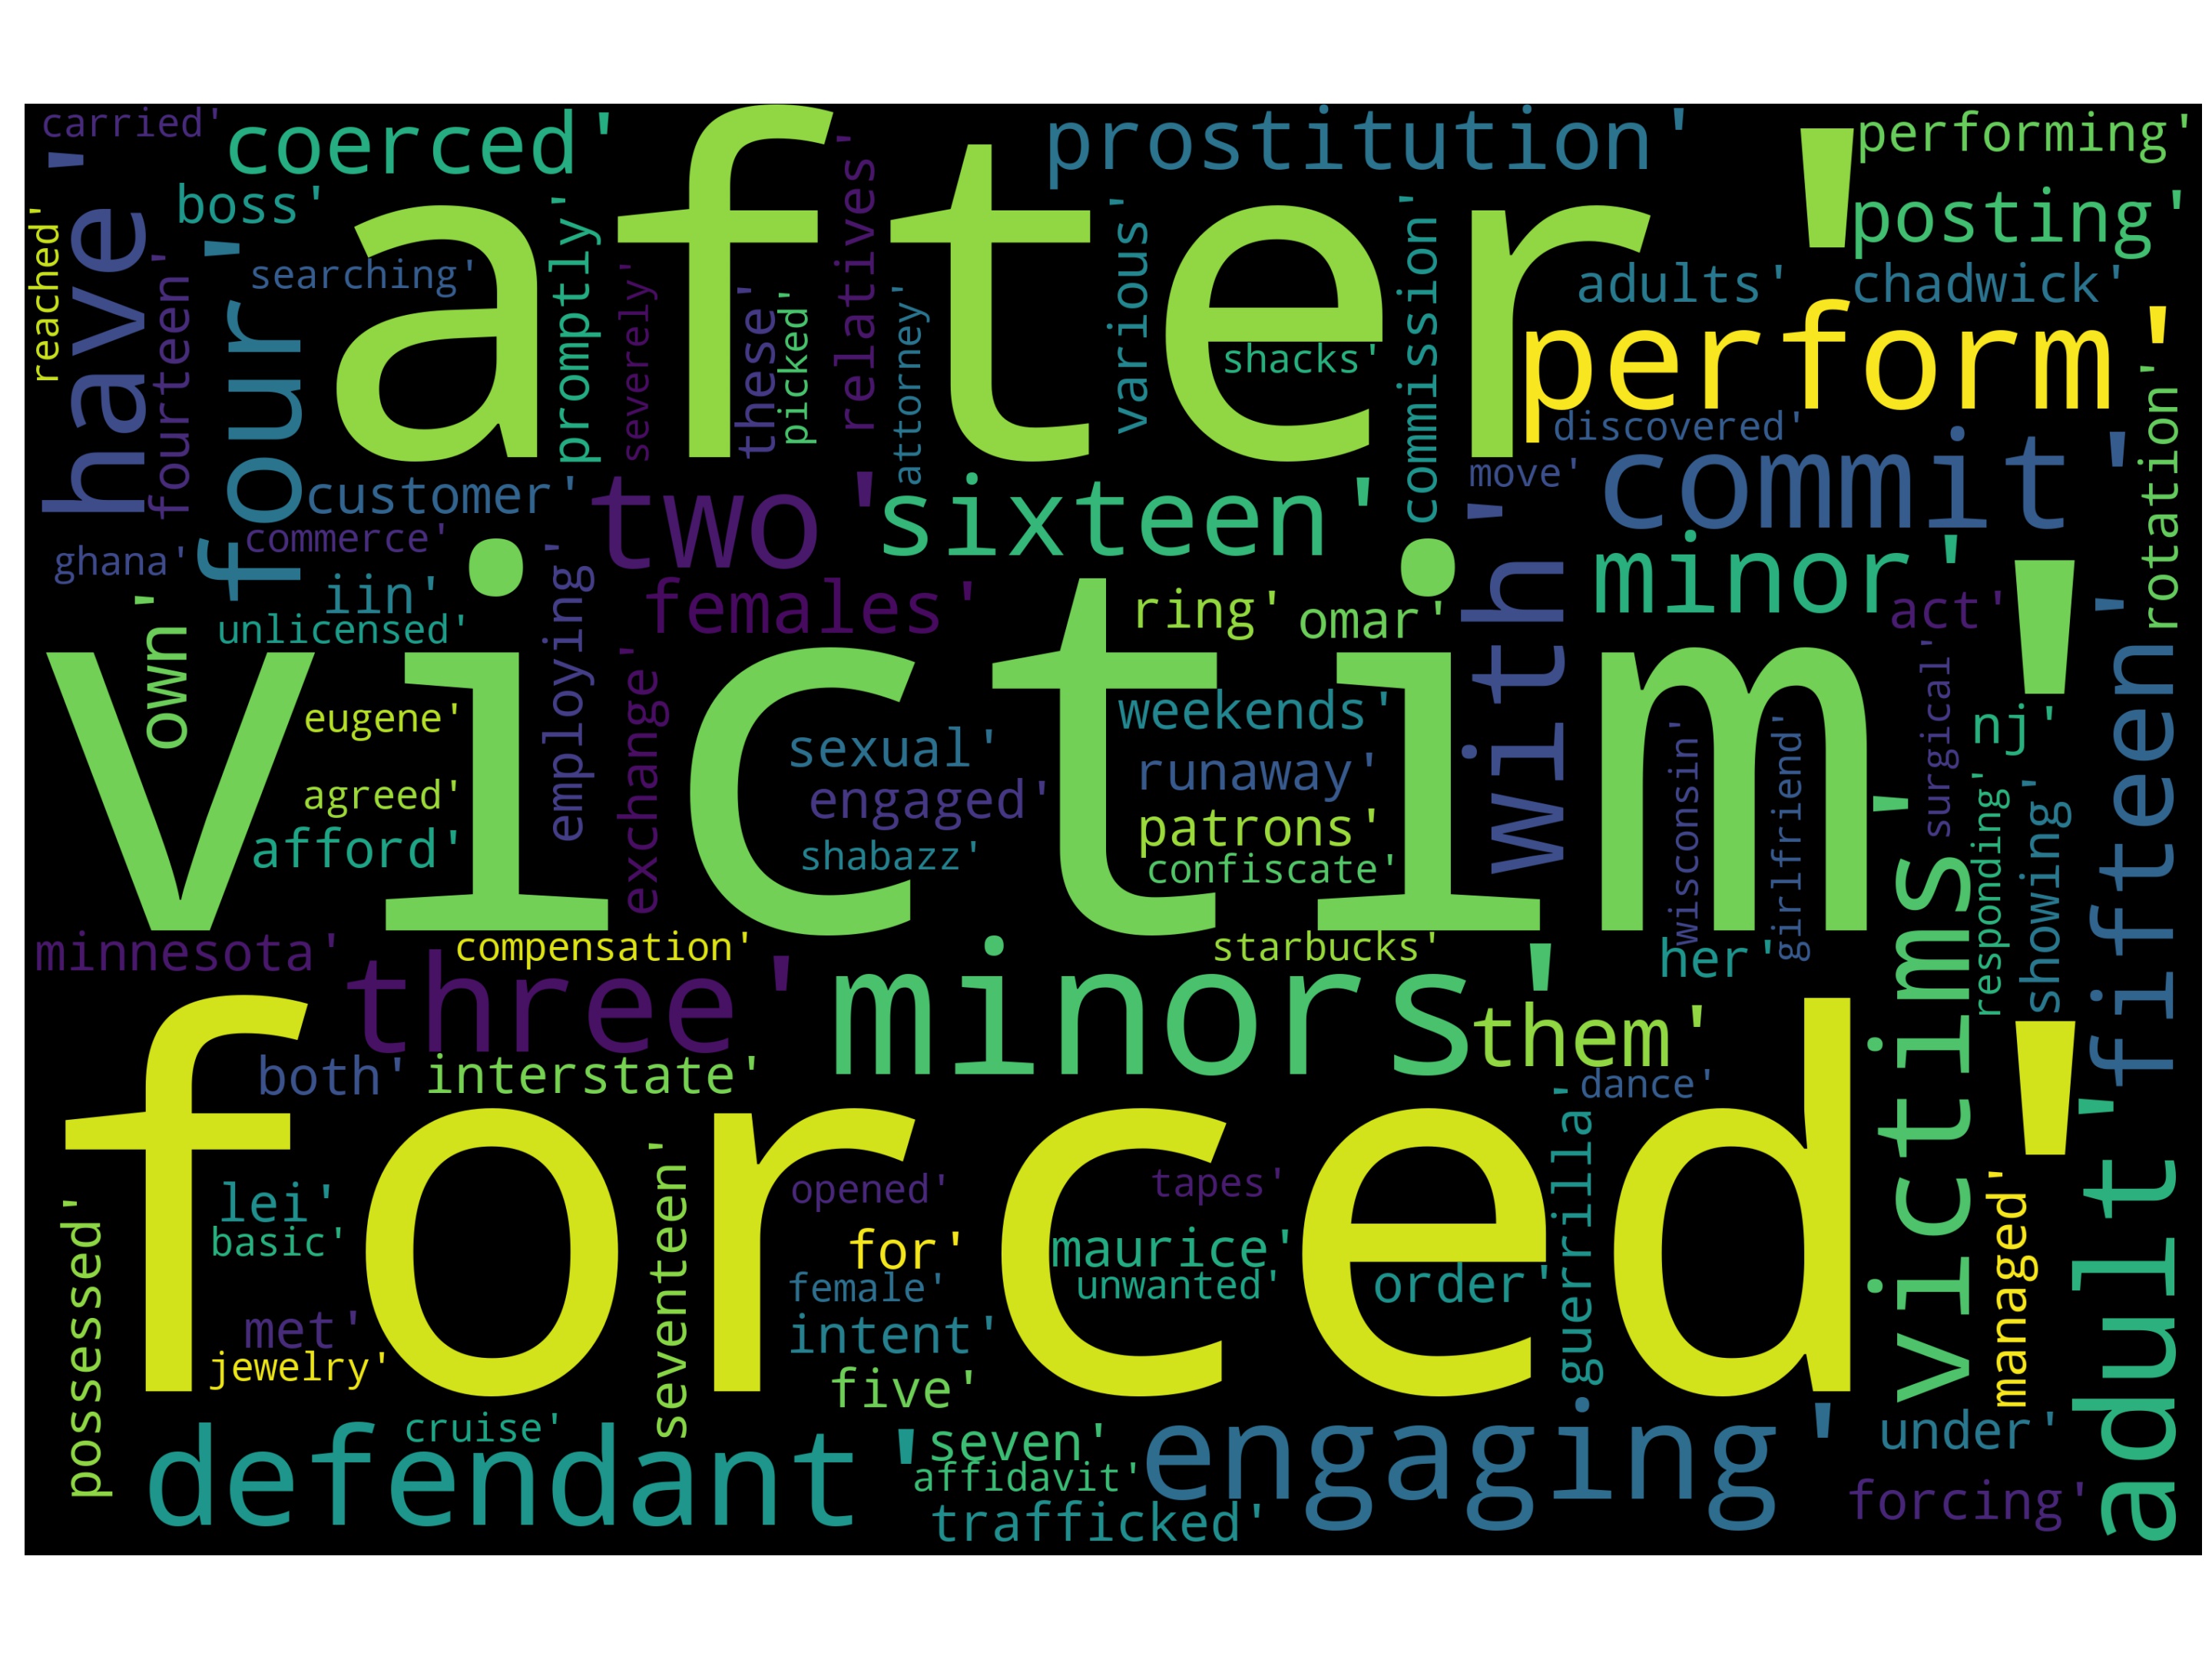 carried'
coerced'
after'
prostitution'
performing'
boss'
posting'
reached'
have'
fourteen'
four'
searching'
promptly'
severely'
these'
picked'
relatives'
attorney'
various'
shacks'
commission'
adults'
chadwick'
perform'
discovered'
rotation'
customer'
two'
sixteen'
move'
commit'
commerce'
ghana'
iin'
unlicensed'
own'
employing'
females'
ring'
omar'
with'
minor'
act'
victim'
eugene'
agreed'
afford'
exchange'
sexual'
engaged'
shabazz'
weekends'
runaway'
patrons'
confiscate'
wisconsin'
girlfriend'
surgical'
nj'
responding'
showing'
fifteen'
minnesota'
compensation'
starbucks'
her'
victims'
three'
minors'
them'
both'
interstate'
dance'
forced'
guerrilla'
possessed'
lei'
basic'
met'
jewelry'
seventeen'
opened'
for'
female'
intent'
five'
tapes'
maurice'
unwanted'
order'
managed'
adult'
cruise'
defendant'
seven'
affidavit'
trafficked'
engaging'
under'
forcing'